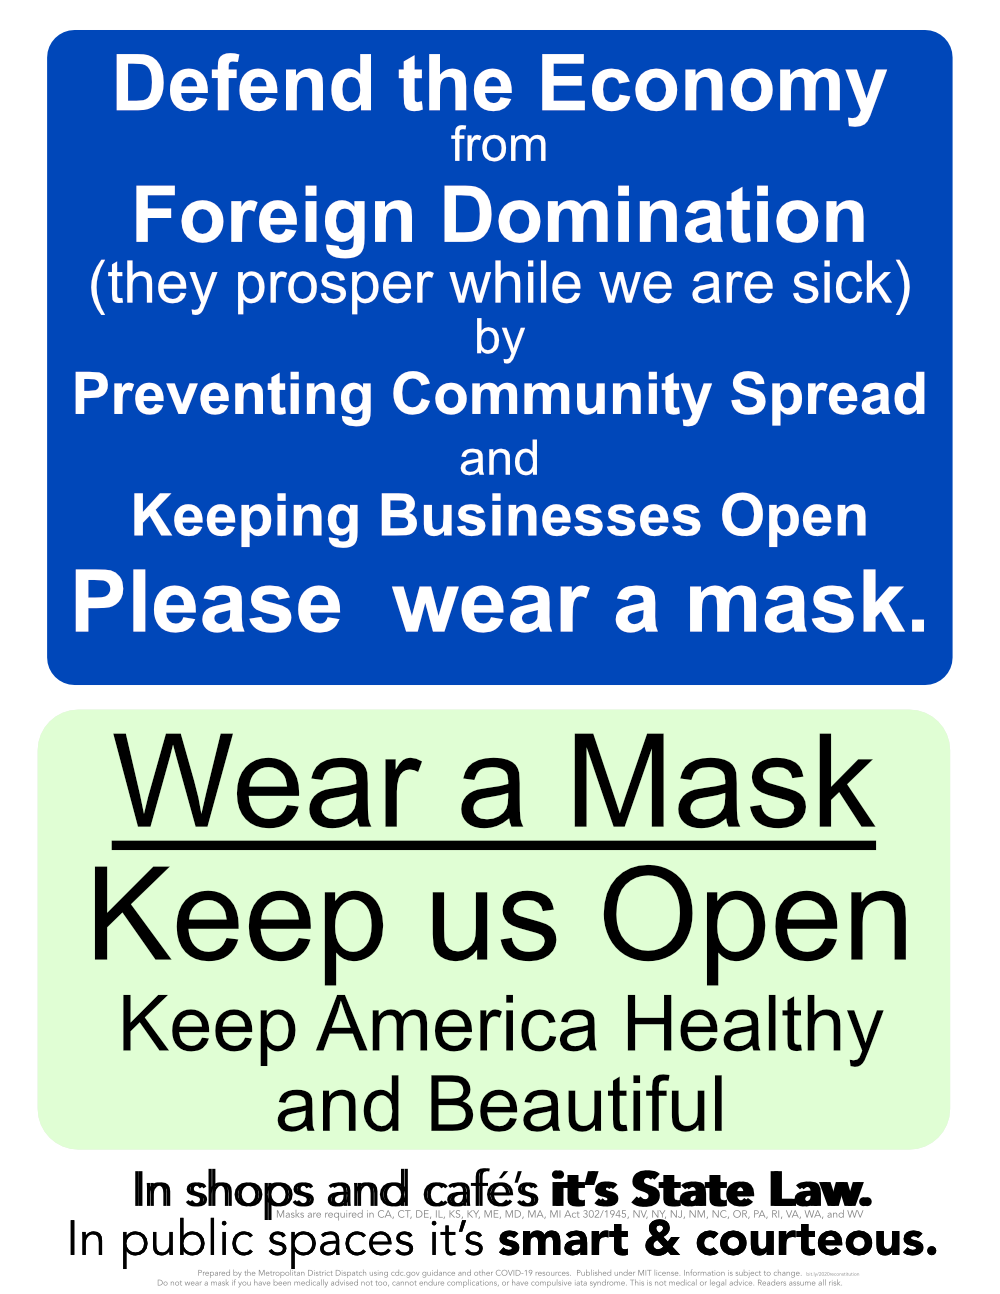 Defend the Economy
from
Foreign Domination
(they prosper while we are sick)
by
Preventing Community Spread
and
Keeping Businesses Open
Please wear a mask.
Wear a Mask
Keep us Open
Keep America Healthy
and Beautiful
In shops and café's it's State Law.
Masks are required in CA, CT, DE, IL, KS, KY, ME, MD, MA, MI Act 302/1945, NV, NY, NJ, NM, NC, OR, PA, RI, VA, WA, and WV
In public spaces it's smart & courteous.
Prepared by the Metropolitan District Dispatch using cdc.gov guidance and other COVID-19 resources. Published under MIT license. Information is subject to change.
Do not wear a mask if you have been medically advised not too, cannot endure complications, or have compulsive iata syndrome. This is not medical or legal advice. Readers assume all risk.